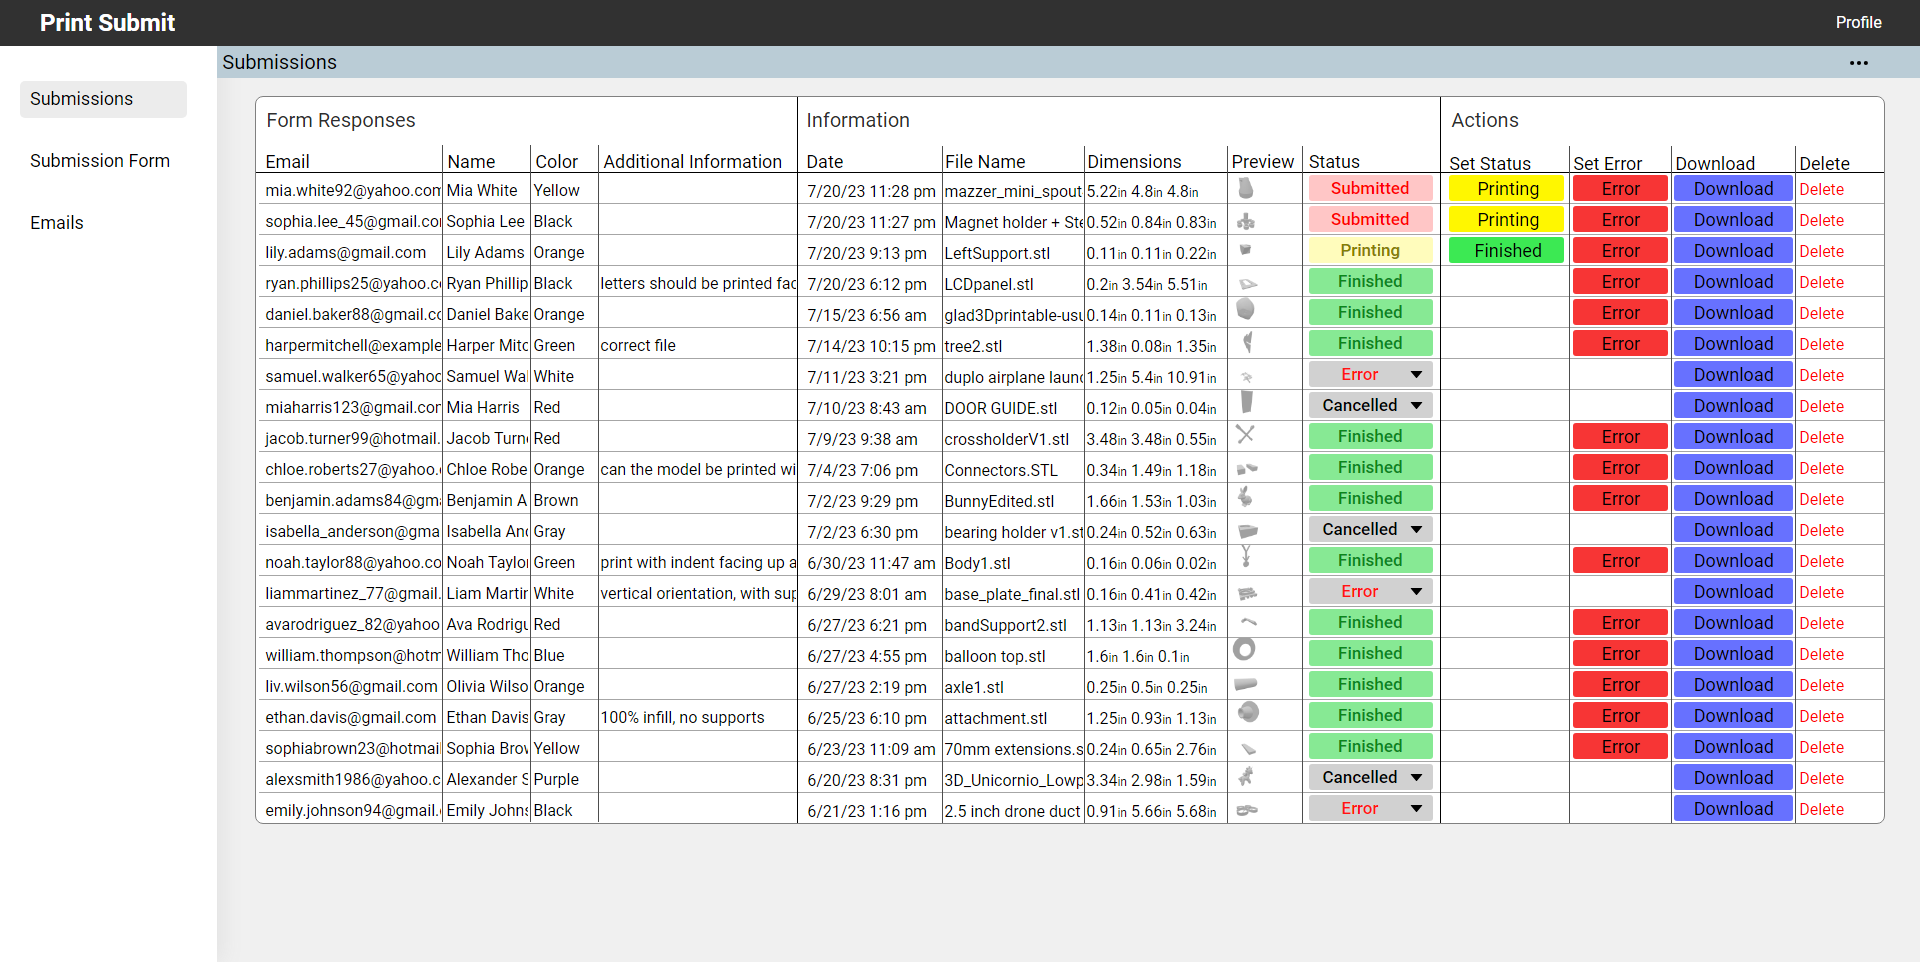 Print Submit Profile
Submissions
Submissions
Submission Form
Emails
Form Responses Information Actions
Email Name Color Additional Information Date File Name Dimensions Preview Status Set Status Set Error Download Delete
mia.white92@yahoo.com Mia White Yellow 7/20/23 11:28 pm mazzer_mini_spout 5.22in 4.8in 4.8in Submitted Printing Error Download Delete
sophia.lee_45@gmail.co Sophia Lee Black 7/20/23 11:27 pm Magnet holder + Ste 0.52in 0.84in 0.83in Submitted Printing Error Download Delete
lily.adams@gmail.com Lily Adams Orange 7/20/23 9:13 pm LeftSupport.stl 0.11in 0.11in 0.22in Printing Finished Error Download Delete
ryan.phillips25@yahoo.c Ryan Phillip Black letters should be printed fac 7/20/23 6:12 pm LCDpanel.stl 0.2in 3.54in 5.51in Finished Error Download Delete
daniel.baker88@gmail.co Daniel Bake Orange 7/15/23 6:56 am glad3Dprintable-usu 0.14in 0.11in 0.13in Finished Error Download Delete
harpermitchell@example Harper Mitc Green correct file 7/14/23 10:15 pm tree2.stl 1.38in 0.08in 1.35in Finished Error Download Delete
samuel.walker65@yahoo Samuel Wal White 7/11/23 3:21 pm duplo airplane launc 1.25in 5.4in 10.91in Error Download Delete
miaharris123@gmail.com Mia Harris Red 7/10/23 8:43 am DOOR GUIDE.stl 0.12in 0.05in 0.04in Cancelled Download Delete
jacob.turner99@hotmail. Jacob Turn Red 7/9/23 9:38 am crossholderV1.stl 3.48in 3.48in 0.55in Finished Error Download Delete
chloe.roberts27@yahoo. Chloe Robe Orange can the model be printed wi 7/4/23 7:06 pm Connectors.STL 0.34in 1.49in 1.18in Finished Error Download Delete
benjamin.adams84@gma Benjamin A Brown 7/2/23 9:29 pm BunnyEdited.stl 1.66in 1.53in 1.03in Finished Error Download Delete
isabella_anderson@gma Isabella An Gray 7/2/23 6:30 pm bearing holder v1.st 0.24in 0.52in 0.63in Cancelled Download Delete
noah.taylor88@yahoo.co Noah Taylo Green print with indent facing up a 6/30/23 11:47 am Body1.stl 0.16in 0.06in 0.02in Finished Error Download Delete
liammartinez_77@gmail. Liam Martin White vertical orientation, with sup 6/29/23 8:01 am base_plate_final.stl 0.16in 0.41in 0.42in Error Download Delete
avarodriguez_82@yahoo Ava Rodrigu Red 6/27/23 6:21 pm bandSupport2.stl 1.13in 1.13in 3.24in Finished Error Download Delete
william.thompson@hotm William Tho Blue 6/27/23 4:55 pm balloon top.stl 1.6in 1.6in 0.1in Finished Error Download Delete
liv.wilson56@gmail.com Olivia Wilso Orange 6/27/23 2:19 pm axle1.stl 0.25in 0.5in 0.25in Finished Error Download Delete
ethan.davis@gmail.com Ethan Davis Gray 100% infill, no supports 6/25/23 6:10 pm attachment.stl 1.25in 0.93in 1.13in Finished Error Download Delete
sophiabrown23@hotmail Sophia Brow Yellow 6/23/23 11:09 am 70mm extensions.s 0.24in 0.65in 2.76in Finished Error Download Delete
alexsmith1986@yahoo.c Alexander S Purple 6/20/23 8:31 pm 3D_Unicornio_Lowp 3.34in 2.98in 1.59in Cancelled Download Delete
emily.johnson94@gmail. Emily Johns Black 6/21/23 1:16 pm 2.5 inch drone duct 0.91in 5.66in 5.68in Error Download Delete